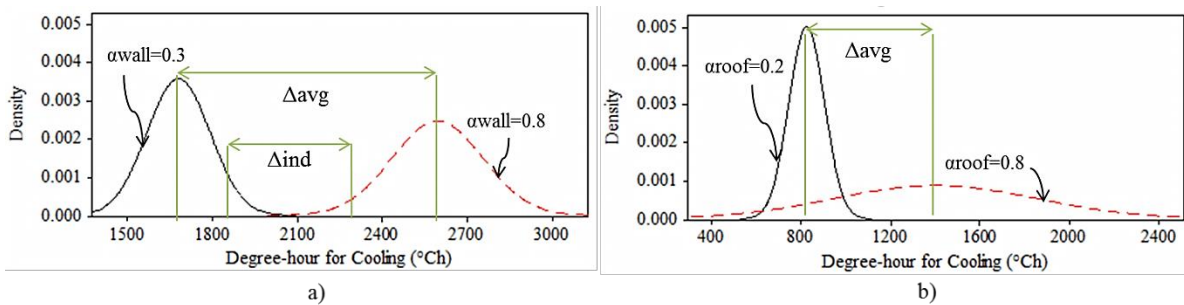 0.005
0.004
0.003
0.002
0.001
0.000
Density
αwall=0.3
Δavg
Δind
αwall=0.8
1500 1800 2100 2400 2700 3000
Degree-hour for Cooling (°Ch)
a)
0.005
0.004
0.003
0.002
0.001
0.000
Density
αroof=0.2
Δavg
αroof=0.8
400 800 1200 1600 2000 2400
Degree-hour for Cooling (°Ch)
b)